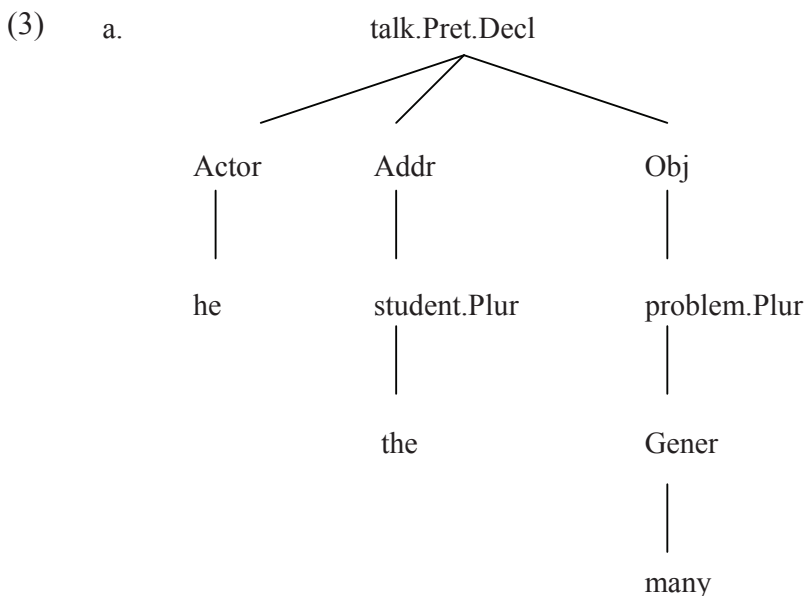 (3) a. talk.Pret.Decl
Actor Addr Obj
he student.Plur problem.Plur
the Gener
many